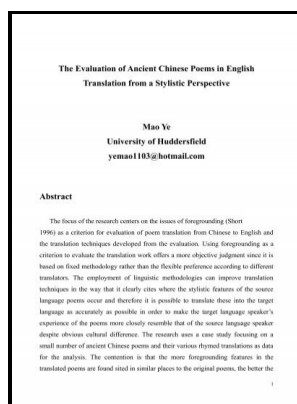 The Evaluation of Ancient Chinese Poems in English
Translation from a Stylistic Perspective
Mao Ye
University of Huddersfield
yemao1103@hotmail.com
Abstract
The focus of the research centers on the issues of foregrounding (Short
1996) as a criterion for evaluation of poem translation from Chinese to English and
the translation techniques developed from the evaluation. Using foregrounding as a
criterion to evaluate the translation work offers a more objective judgment since it is
based on fixed methodology rather than the flexible preference according to different
translators. The employment of linguistic methodologies can improve translation
techniques in the way that it clearly cites where the stylistic features of the source
language poems occur and therefore it is possible to translate these into the target
language as accurately as possible in order to make the target language speaker's
experience of the poems more closely resemble that of the source language speaker
despite obvious cultural difference. The research uses a case study focusing on a
small number of ancient Chinese poems and their various rhymed translations as data
for the analysis. The contention is that the more foregrounding features in the
translated poems are found sited in similar places to the original poems, the better the
1